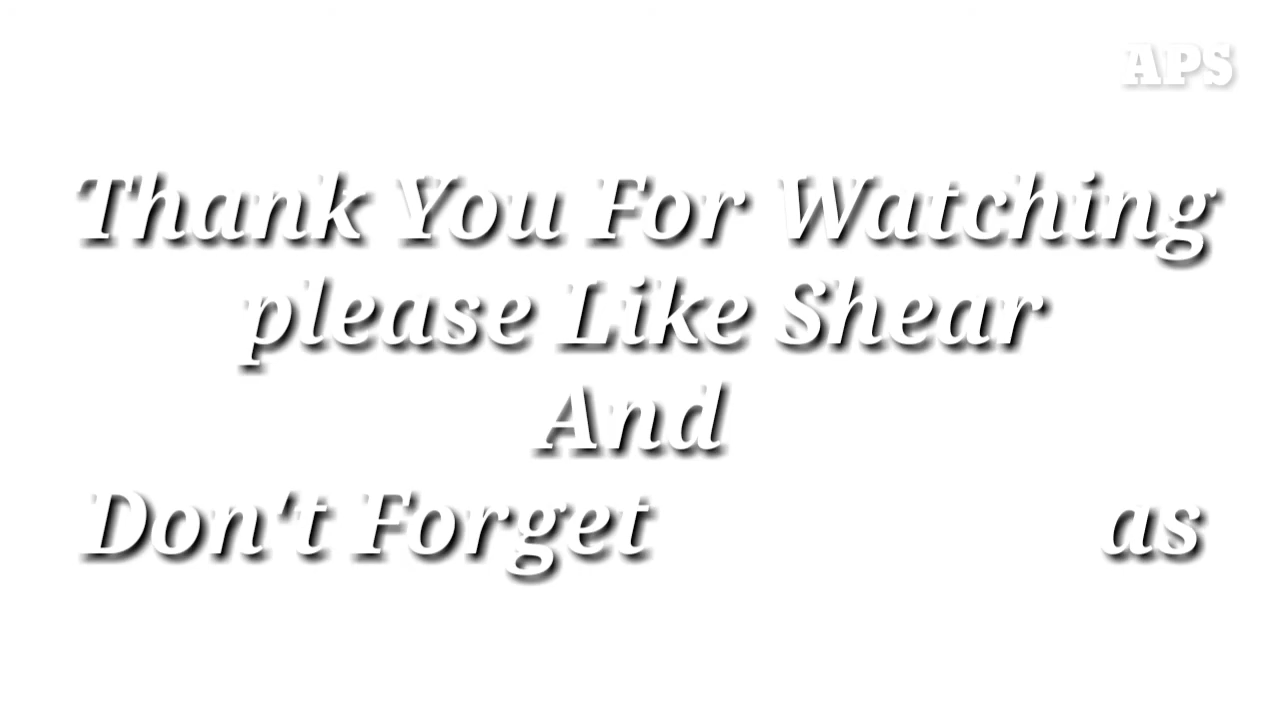 APS
Thank You For Watching
please Like Shear
And
Don't Forget as